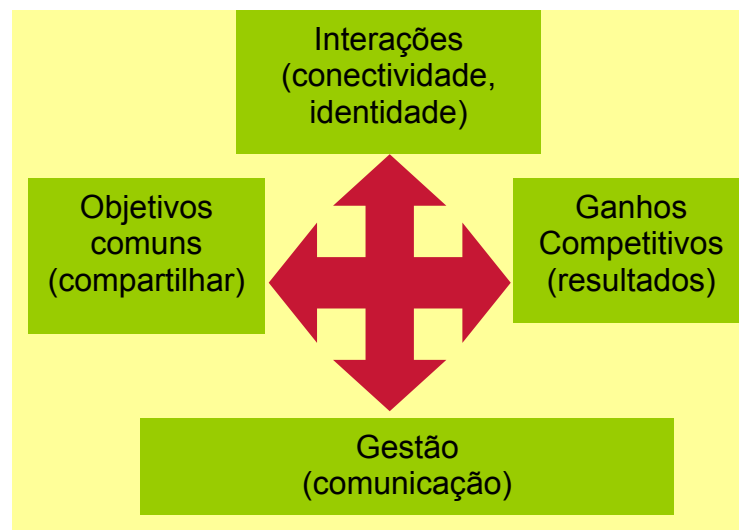 Interações
(conectividade,
identidade)
Objetivos
comuns
(compartilhar)
Ganhos
Competitivos
(resultados)
Gestão
(comunicação)